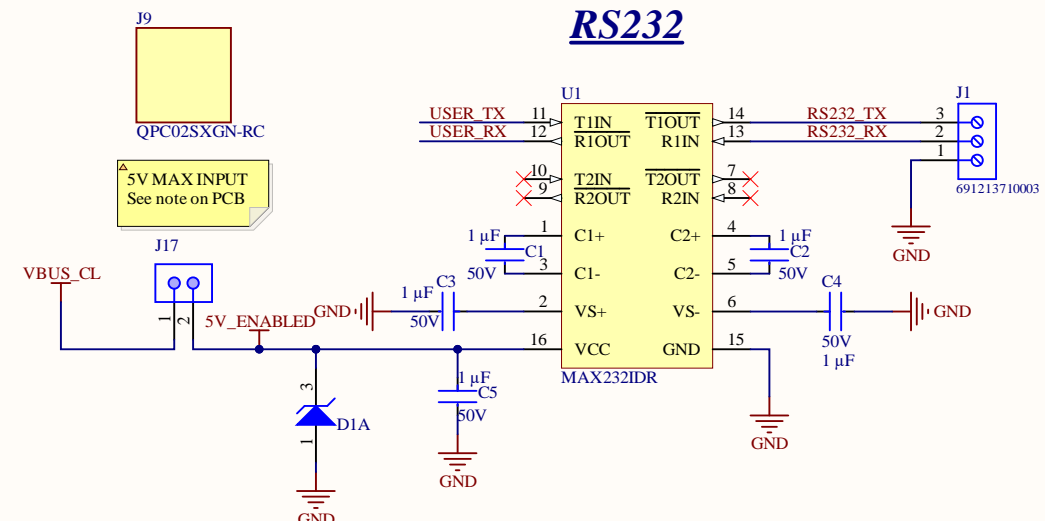 RS232
J9
QPC02SXGN-RC
5V MAX INPUT
See note on PCB
J17
VBUS_CL
1
2
5V_ENABLED
3
1
D1A
GND
U1
USER_TX 11 T1IN T1OUT 14 RS232_TX 3
USER_RX 12 R1OUT R1IN 13 RS232_RX 2
1
J1
691213710003
GND
10 T2IN T2OUT 7
9 R2OUT R2IN 8
1 µF 1 C1+ C2+ 4 1 µF
C1 C2
50V 3 C1- C2- 5 50V
1 µF C3 C4
GND 50V 2 VS+ VS- 6 GND
50V
1 µF
16 VCC GND 15
MAX232IDR
1 µF
C5
50V
GND
GND